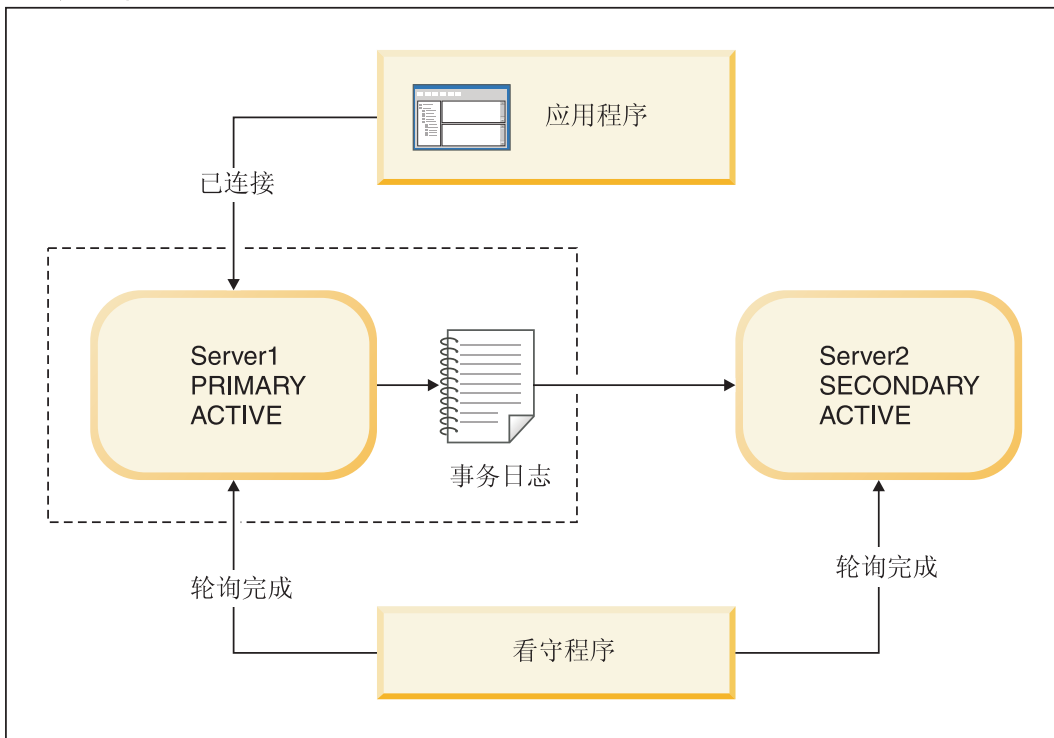 应用程序
已连接
Server1
PRIMARY
ACTIVE
事务日志
Server2
SECONDARY
ACTIVE
轮询完成
轮询完成
看守程序